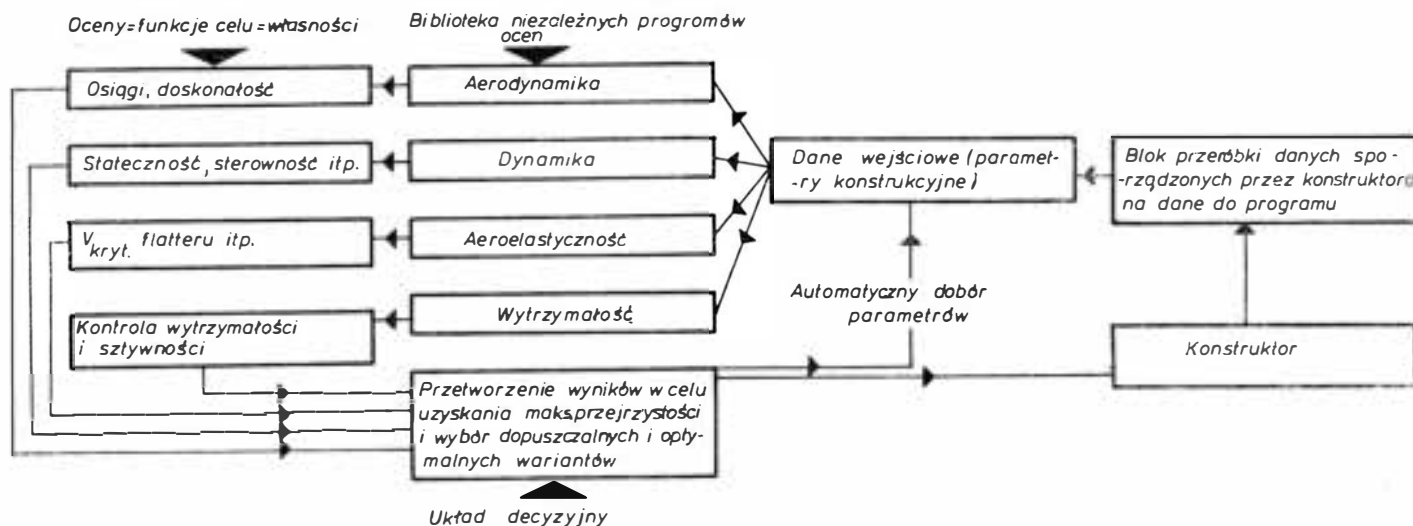 Oceny=funkcje celu=własności
Biblioteka niezależnych programów
ocen
Osiągi, doskonałość
Aerodynamika
Stateczność, sterowność itp.
Dynamika
Dane wejściowe (paramet-
-ry konstrukcyjne)
Blok przeróbki danych spo-
-rządzonych przez konstruktora
na dane do programu
V kryt. flatteru itp.
Aeroelastyczność
Automatyczny dobór
parametrów
Kontrola wytrzymałości
i sztywności
Wytrzymałość
Konstruktor
Przetworzenie wyników w celu
uzyskania maks.przejrzystości
i wybór dopuszczalnych i opty-
malnych wariantów
Układ decyzyjny